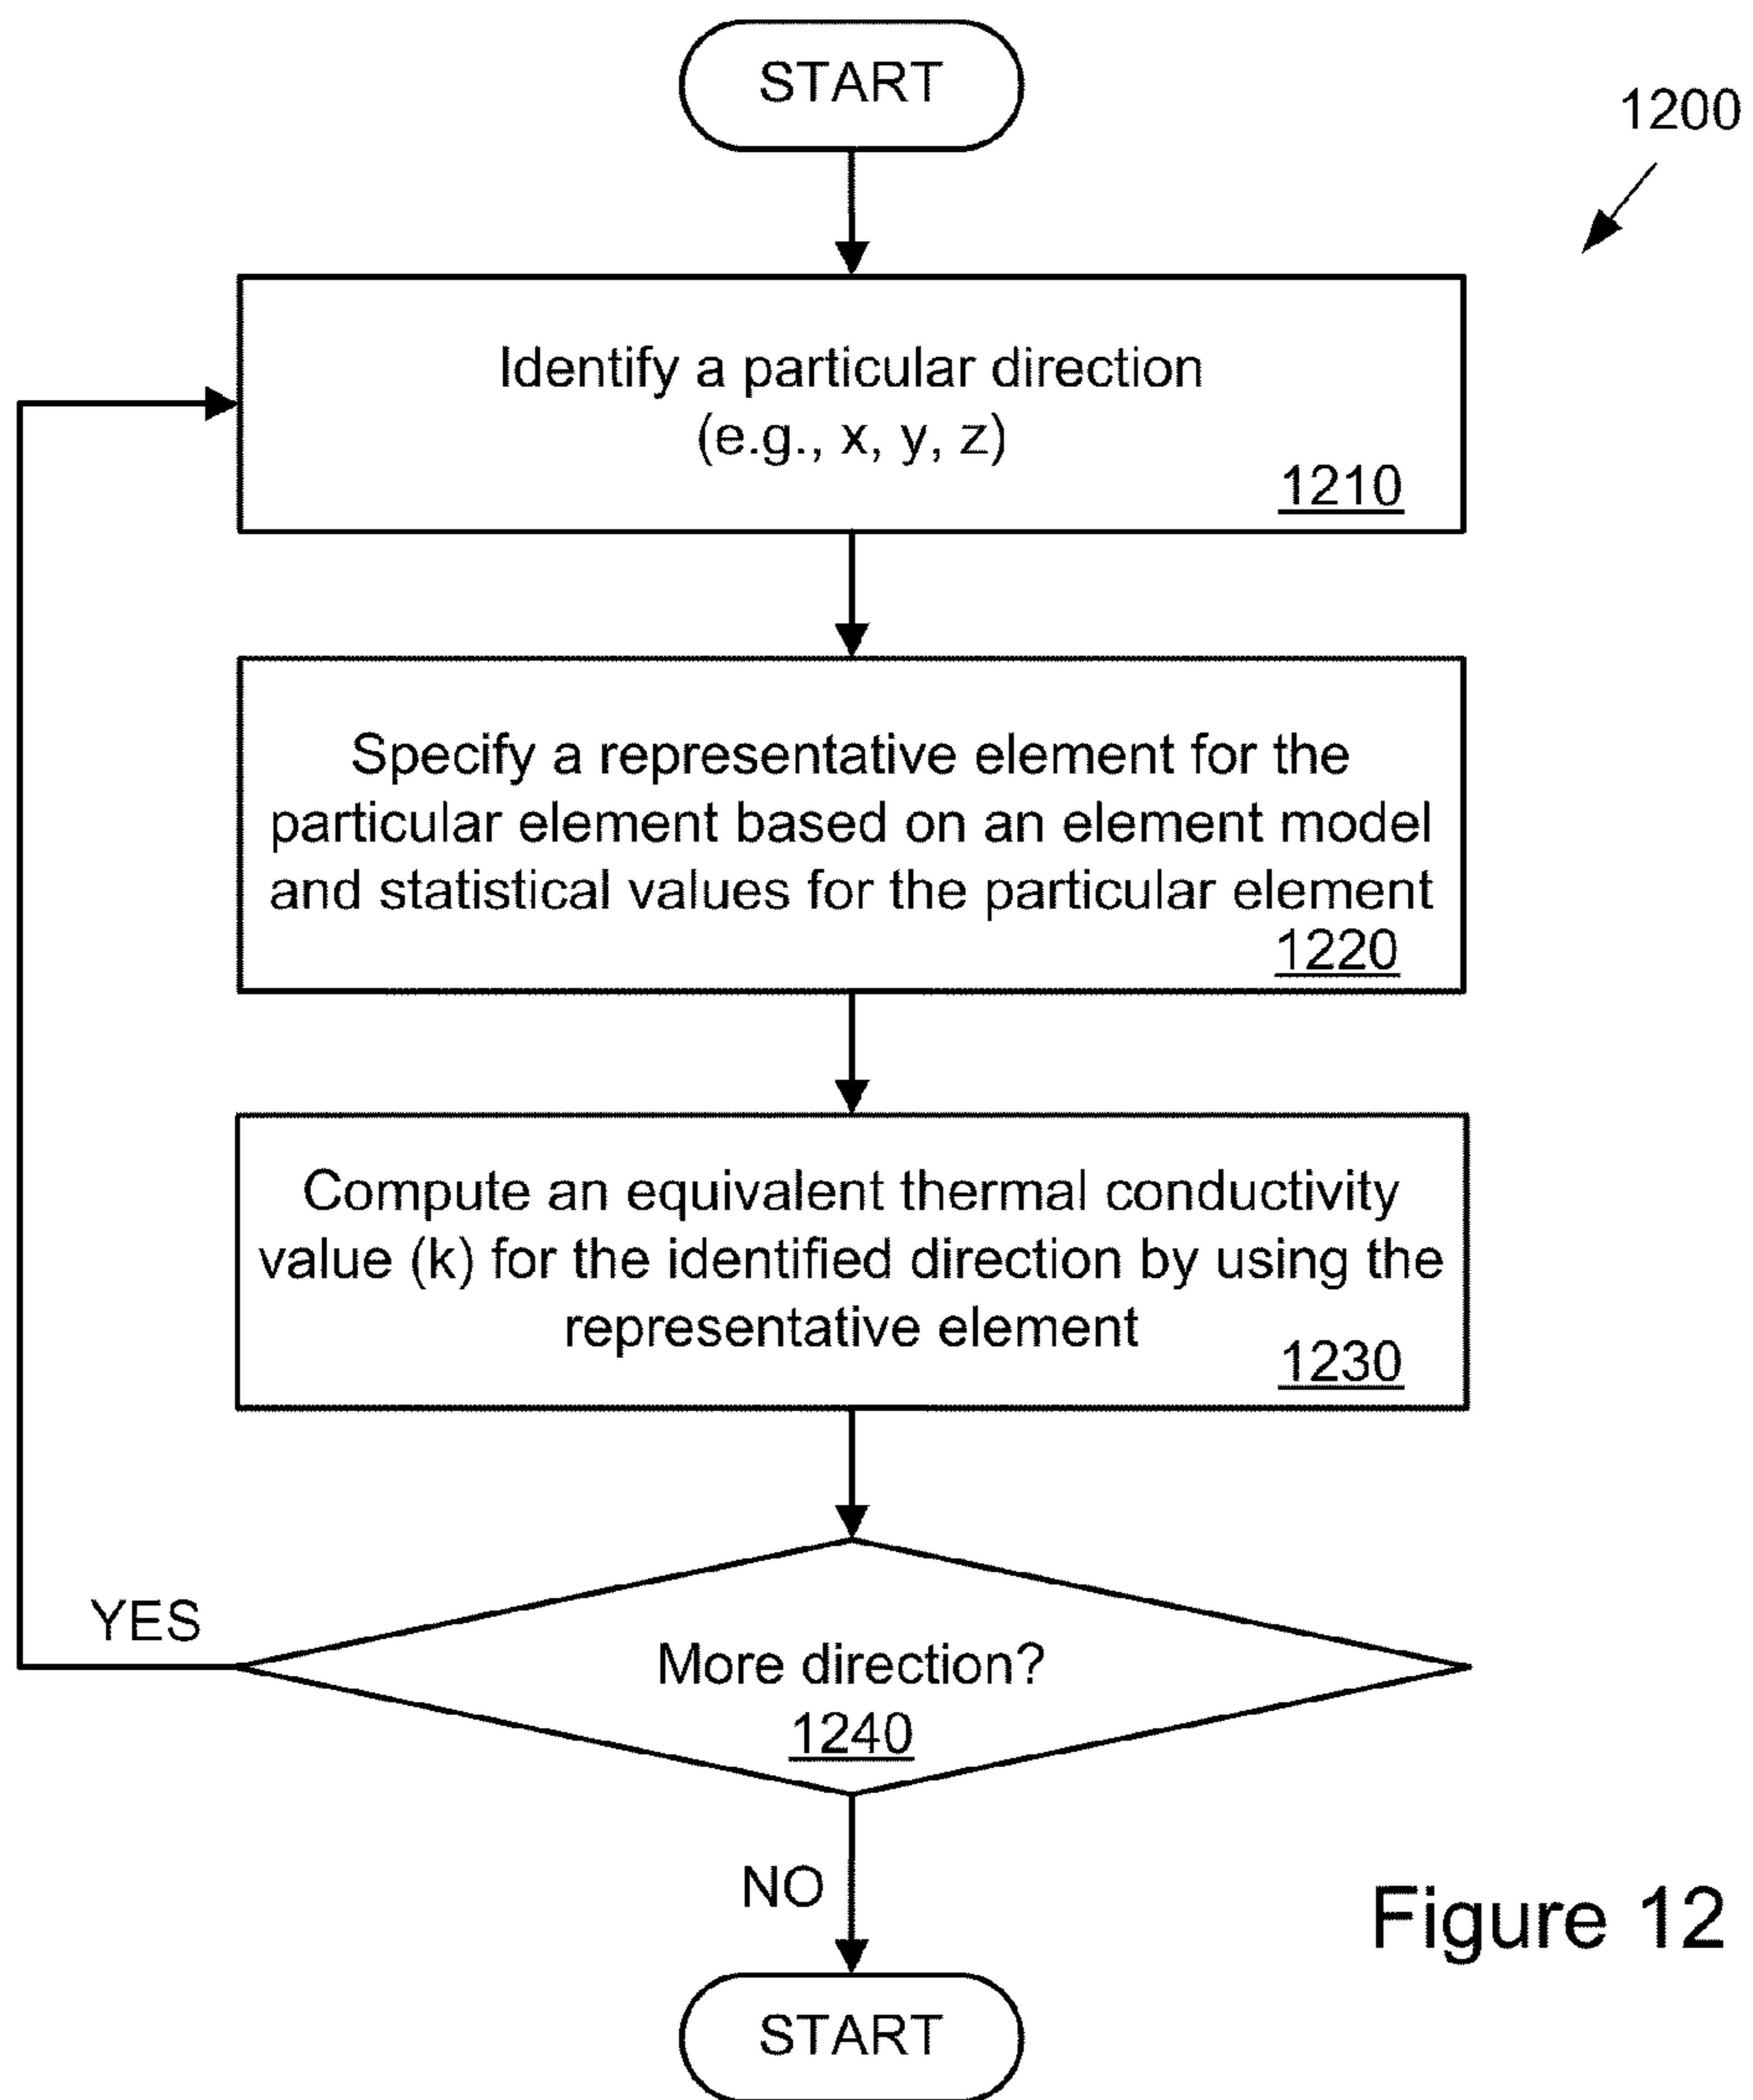 START
1200
Identify a particular direction
(e.g., x, y, z)
1210
Specify a representative element for the
particular element based on an element model
and statistical values for the particular element
1220
Compute an equivalent thermal conductivity
value (k) for the identified direction by using the
representative element
1230
YES
More direction?
1240
NO
Figure 12
START